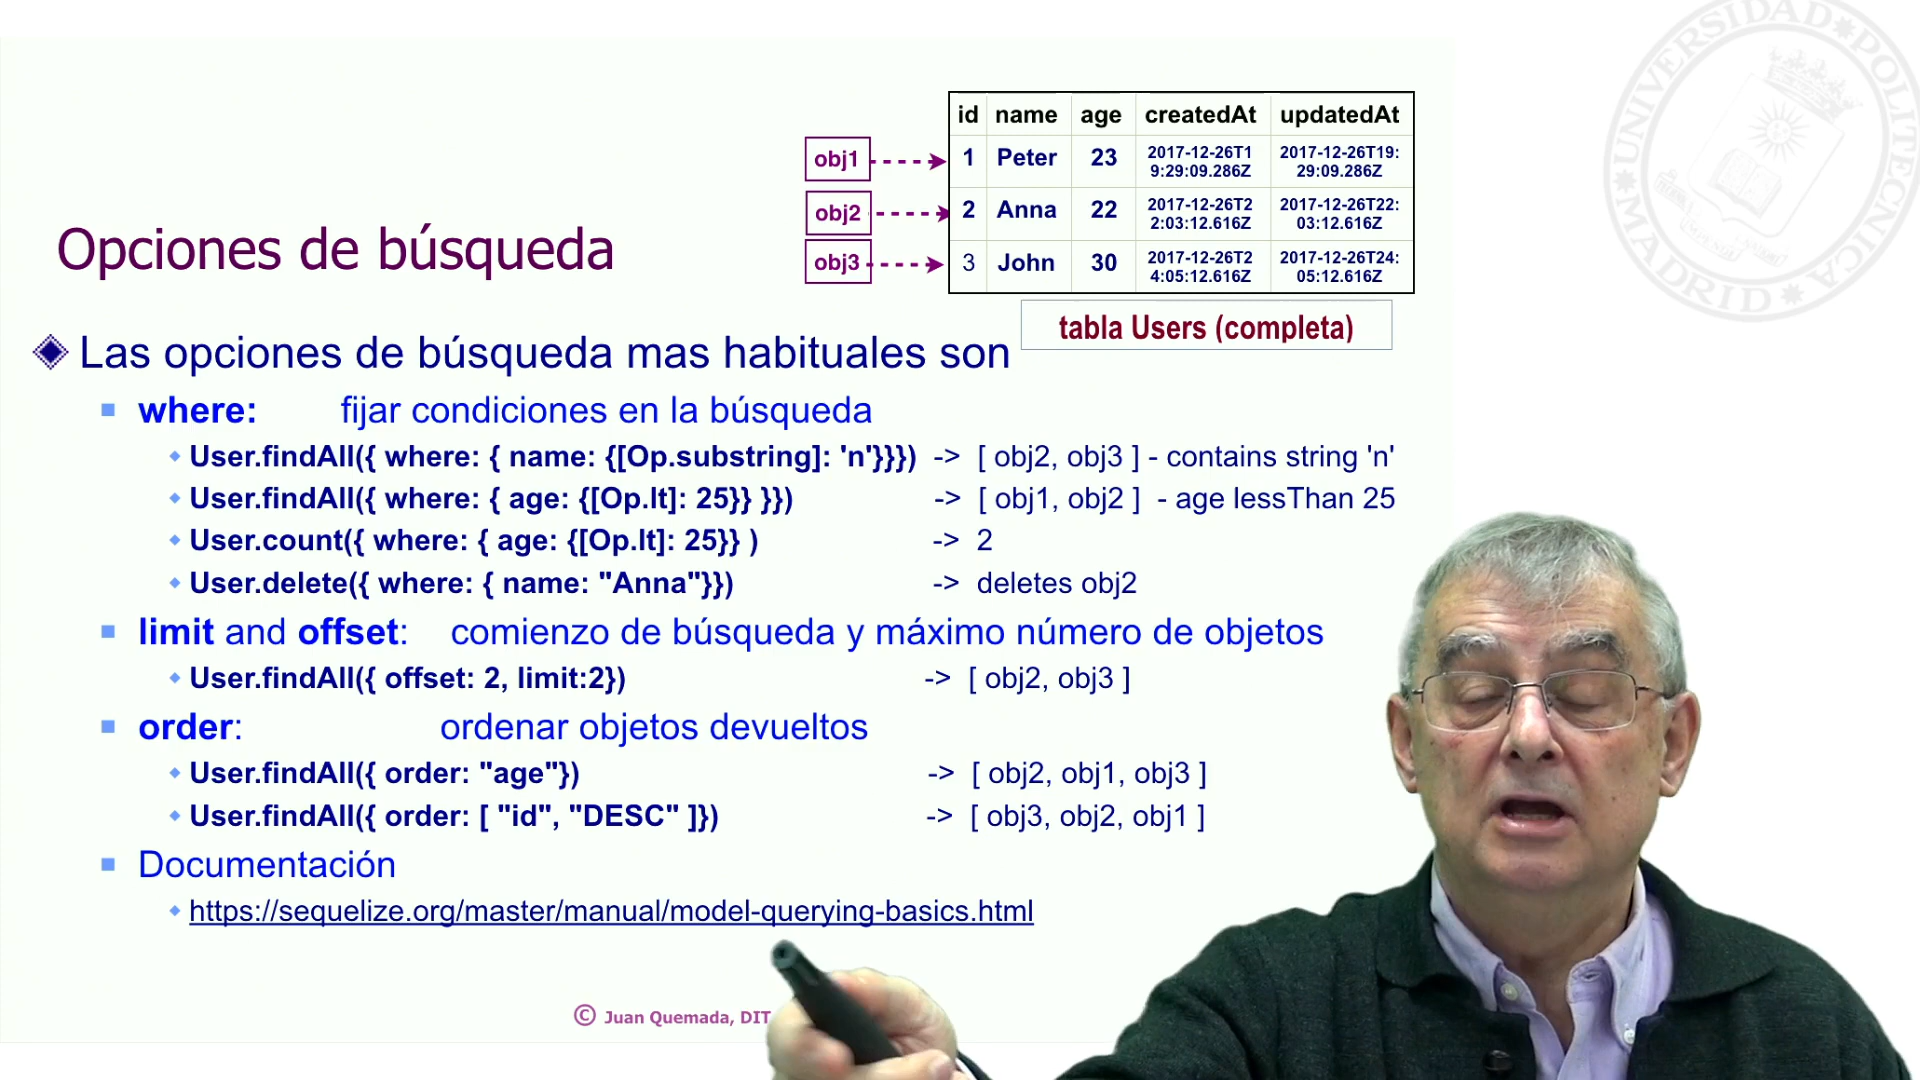 id name age createdAt updatedAt
obj1 1 Peter 23 2017-12-26T1 2017-12-26T19:
9:29:09.286Z 29:09.286Z
obj2 2 Anna 22 2017-12-26T2 2017-12-26T22:
2:03:12.616Z 03:12.616Z
obj3 3 John 30 2017-12-26T2 2017-12-26T24:
4:05:12.616Z 05:12.616Z
tabla Users (completa)
UNIVERSIDAD POLITECNICA MADRID
Opciones de búsqueda
Las opciones de búsqueda mas habituales son
where: fijar condiciones en la búsqueda
User.findAll({ where: { name: {[Op.substring]: 'n'}}}) -> [ obj2, obj3 ] - contains string 'n'
User.findAll({ where: { age: {[Op.lt]: 25}} }}) -> [ obj1, obj2 ] - age lessThan 25
User.count({ where: { age: {[Op.lt]: 25}} ) -> 2
User.delete({ where: { name: "Anna"}}) -> deletes obj2
limit and offset: comienzo de búsqueda y máximo número de objetos
User.findAll({ offset: 2, limit:2}) -> [ obj2, obj3 ]
order: ordenar objetos devueltos
User.findAll({ order: "age"}) -> [ obj2, obj1, obj3 ]
User.findAll({ order: [ "id", "DESC" ]}) -> [ obj3, obj2, obj1 ]
Documentación
https://sequelize.org/master/manual/model-querying-basics.html
© Juan Quemada, DIT